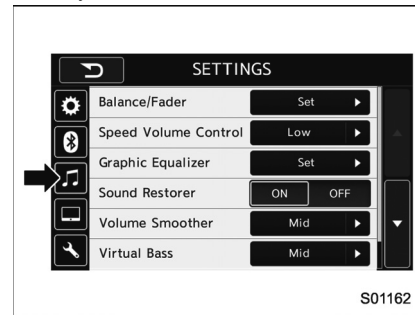 SETTINGS
Balance/Fader Set
Speed Volume Control Low
Graphic Equalizer Set
Sound Restorer ON OFF
Volume Smoother Mid
Virtual Bass Mid
S01162